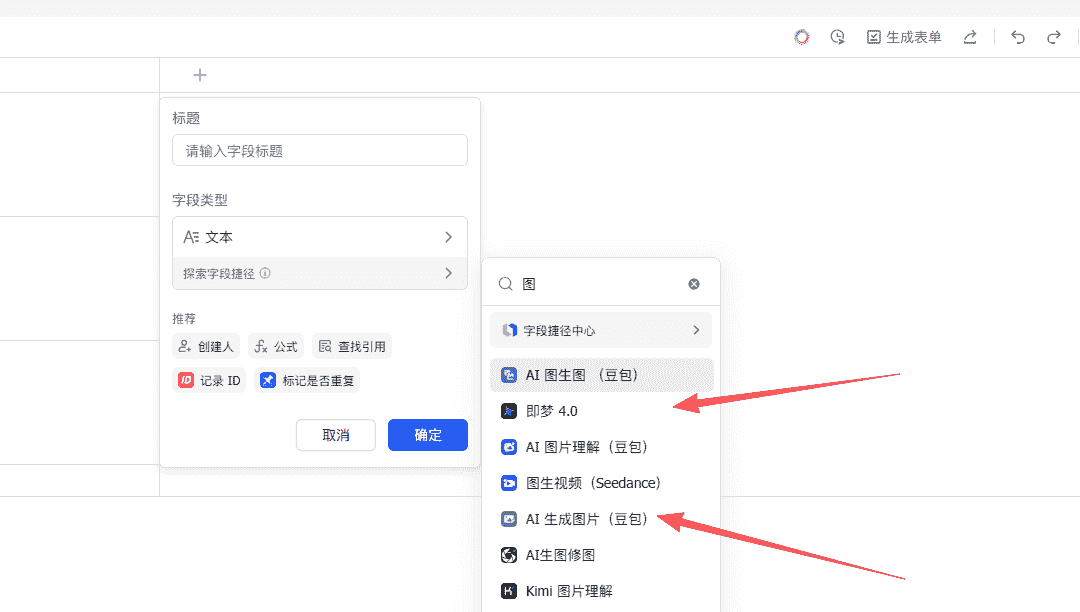 生成表单
标题
请输入字段标题
字段类型
文本
探索字段捷径
推荐
创建人 公式 查找引用
记录 ID 标记是否重复
取消 确定
图
字段捷径中心
AI 图生图 （豆包）
即梦 4.0
AI 图片理解（豆包）
图生视频（Seedance）
AI 生成图片（豆包）
AI生图修图
Kimi 图片理解